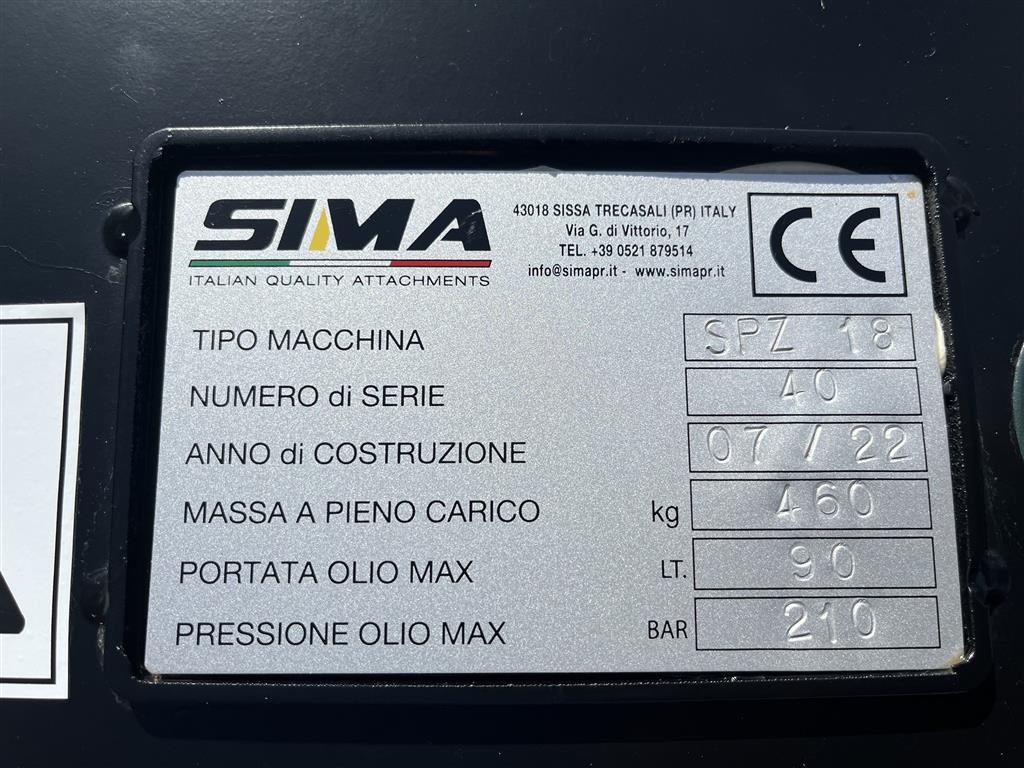 SIMA
ITALIAN QUALITY ATTACHMENTS
43018 SISSA TRECASALI (PR) ITALY
Via G. di Vittorio, 17
TEL. +39 0521 879514
info@simapr.it - www.simapr.it
CE
TIPO MACCHINA SPZ 18
NUMERO di SERIE 40
ANNO di COSTRUZIONE 07 / 22
MASSA A PIENO CARICO kg 460
PORTATA OLIO MAX LT. 90
PRESSIONE OLIO MAX BAR 210